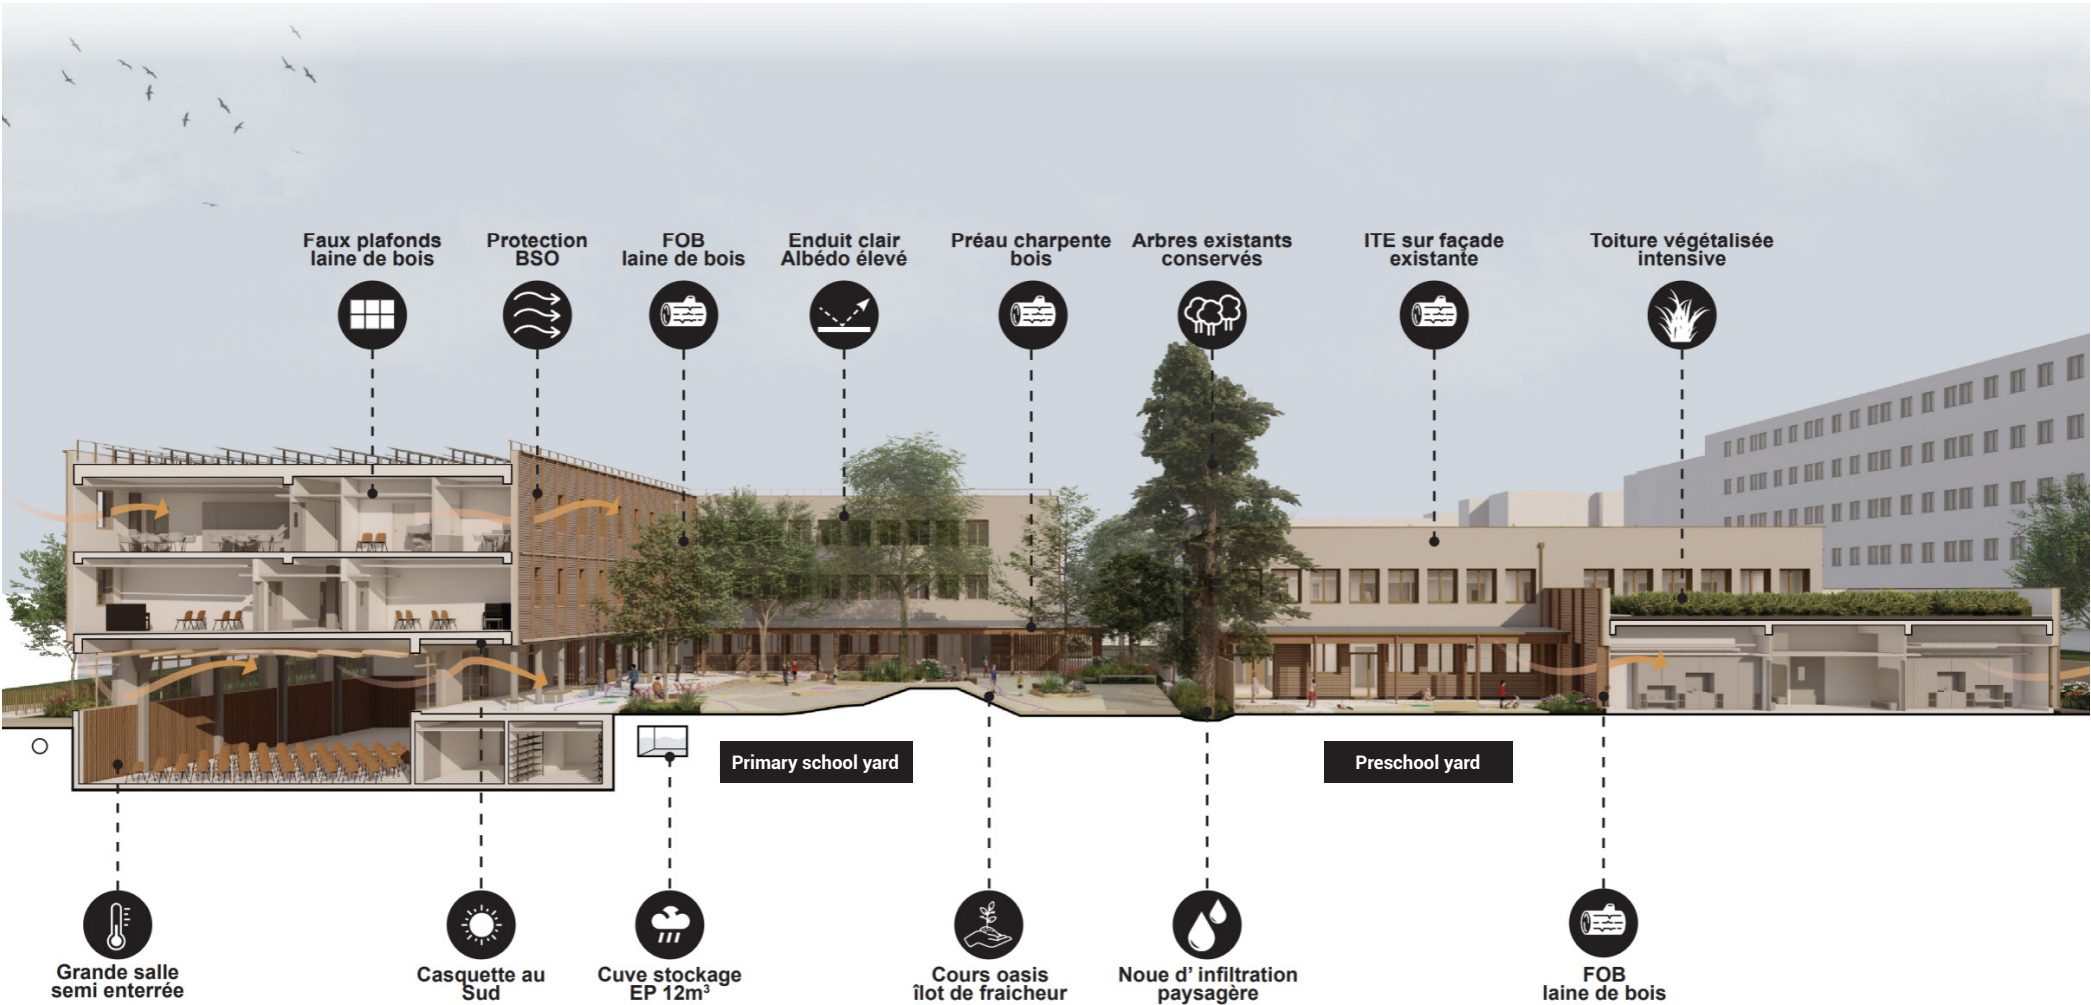 Faux plafonds
laine de bois
Protection
BSO
FOB
laine de bois
Enduit clair
Albédo élevé
Préau charpente
bois
Arbres existants
conservés
ITE sur façade
existante
Toiture végétalisée
intensive
Primary school yard
Preschool yard
Grande salle
semi enterrée
Casquette au
Sud
Cuve stockage
EP 12m³
Cours oasis
îlot de fraicheur
Noue d' infiltration
paysagère
FOB
laine de bois